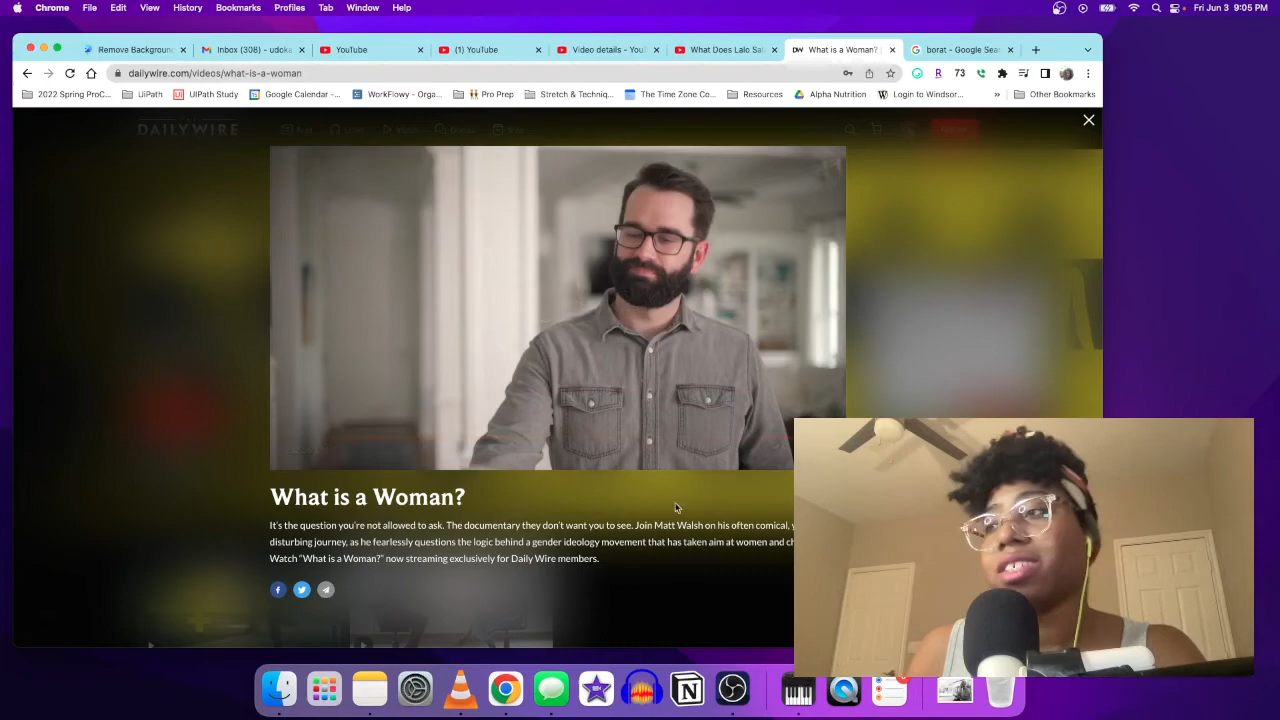 Chrome File Edit View History Bookmarks Profiles Tab Window Help
Fri Jun 3 9:05 PM
Remove Backgroun
Inbox (308) - udoka
YouTube
(1) YouTube
Video details - You
What Does Lalo Sal
DW What is a Woman?
borat - Google Sea
dailywire.com/videos/what-is-a-woman
73
2022 Spring ProC...
UiPath
UIPath Study
Google Calendar -...
WorkFlowy - Orga...
Pro Prep
Stretch & Techniq...
The Time Zone Co...
Resources
Alpha Nutrition
Login to Windsor...
»
Other Bookmarks
DAILYWIRE
What is a Woman?
It's the question you're not allowed to ask. The documentary they don't want you to see. Join Matt Walsh on his often comical, y
disturbing journey, as he fearlessly questions the logic behind a gender ideology movement that has taken aim at women and ch
Watch "What is a Woman?" now streaming exclusively for Daily Wire members.